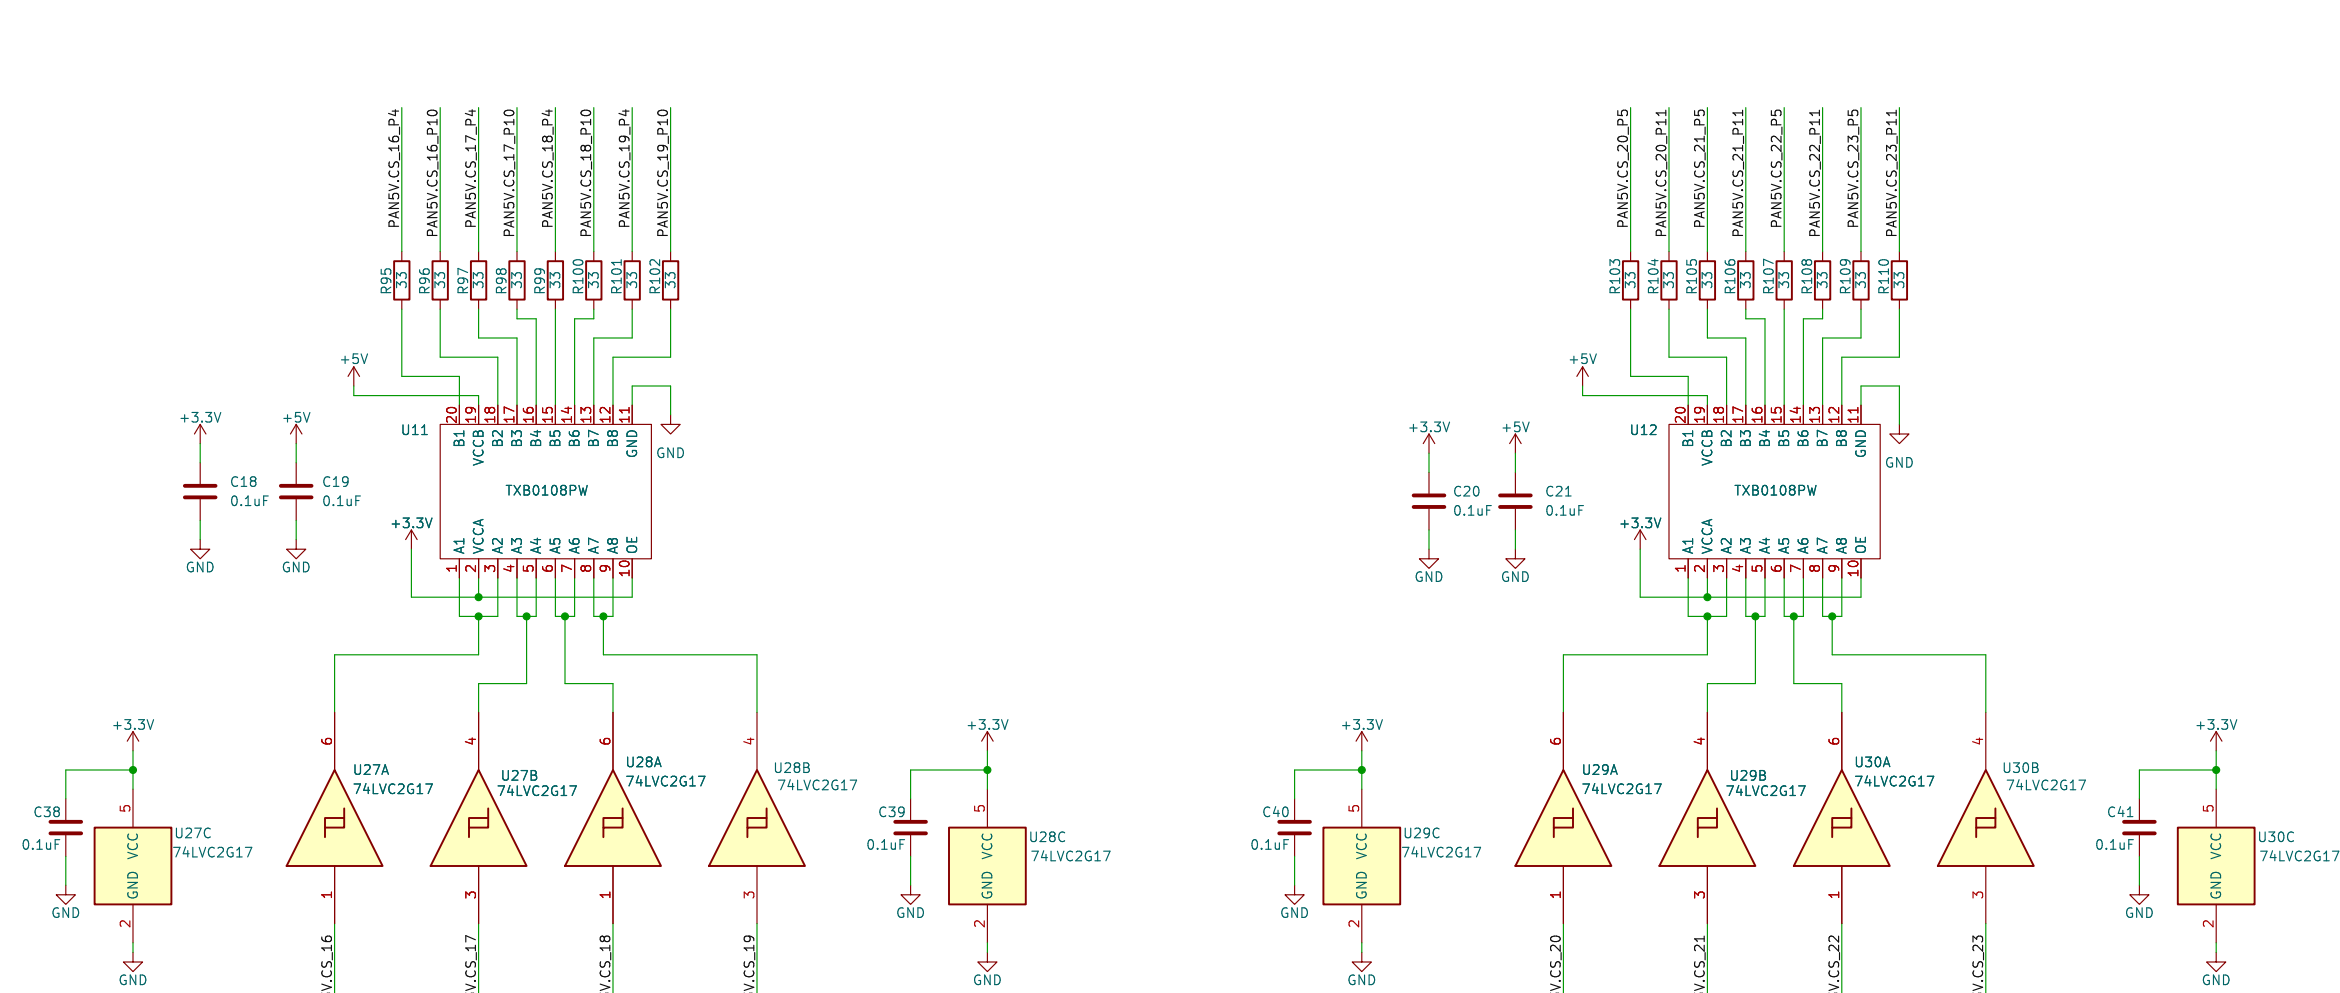 PAN5V.CS_16_P4
PAN5V.CS_16_P10
PAN5V.CS_17_P4
PAN5V.CS_17_P10
PAN5V.CS_18_P4
PAN5V.CS_18_P10
PAN5V.CS_19_P4
PAN5V.CS_19_P10
R95 33
R96 33
R97 33
R98 33
R99 33
R100 33
R101 33
R102 33
+5V
20 19 18 17 16 15 14 13 12 11
U11
B1 VCCB B2 B3 B4 B5 B6 B7 B8 GND
GND
TXB0108PW
+3.3V
A1 VCCA A2 A3 A4 A5 A6 A7 A8 OE
1 2 3 4 5 6 7 8 9 10
+3.3V
C18
0.1uF
GND
+5V
C19
0.1uF
GND
+3.3V
C38
0.1uF
GND
5
U27C
74LVC2G17
GND VCC
2
GND
6
U27A
74LVC2G17
1
V.CS_16
4
U27B
74LVC2G17
3
V.CS_17
6
U28A
74LVC2G17
1
V.CS_18
4
U28B
74LVC2G17
3
V.CS_19
+3.3V
C39
0.1uF
GND
5
U28C
74LVC2G17
GND VCC
2
GND
PAN5V.CS_20_P5
PAN5V.CS_20_P11
PAN5V.CS_21_P5
PAN5V.CS_21_P11
PAN5V.CS_22_P5
PAN5V.CS_22_P11
PAN5V.CS_23_P5
PAN5V.CS_23_P11
R103 33
R104 33
R105 33
R106 33
R107 33
R108 33
R109 33
R110 33
+5V
20 19 18 17 16 15 14 13 12 11
U12
B1 VCCB B2 B3 B4 B5 B6 B7 B8 GND
GND
TXB0108PW
+3.3V
A1 VCCA A2 A3 A4 A5 A6 A7 A8 OE
1 2 3 4 5 6 7 8 9 10
+3.3V
C20
0.1uF
GND
+5V
C21
0.1uF
GND
+3.3V
C40
0.1uF
GND
5
U29C
74LVC2G17
GND VCC
2
GND
6
U29A
74LVC2G17
1
V.CS_20
4
U29B
74LVC2G17
3
V.CS_21
6
U30A
74LVC2G17
1
V.CS_22
4
U30B
74LVC2G17
3
V.CS_23
+3.3V
C41
0.1uF
GND
5
U30C
74LVC2G17
GND VCC
2
GND